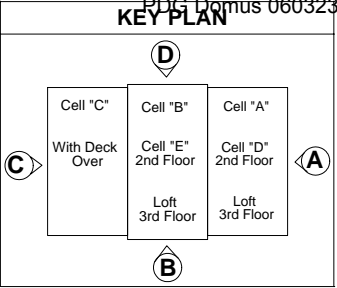 PDG Domus 060323
KEY PLAN
D
Cell "C"
With Deck
Over
Cell "B"
Cell "E"
2nd Floor
Loft
3rd Floor
Cell "A"
Cell "D"
2nd Floor
Loft
3rd Floor
C
A
B